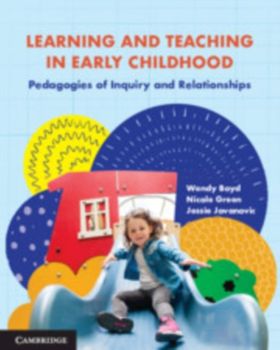 LEARNING AND TEACHING
IN EARLY CHILDHOOD
Pedagogies of Inquiry and Relationships
Wendy Boyd
Nicole Green
Jessie Jovanovic
CAMBRIDGE